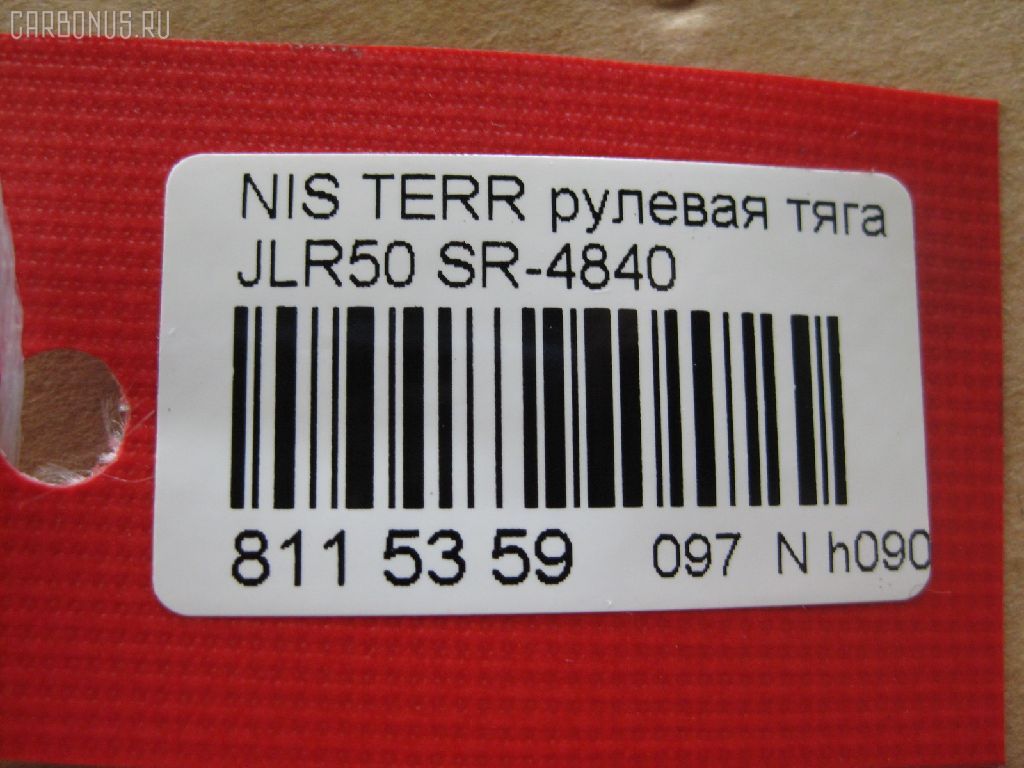 CARBONUS.RU
NIS TERR рулевая тяга
JLR50 SR-4840
811 53 59 097 N h090